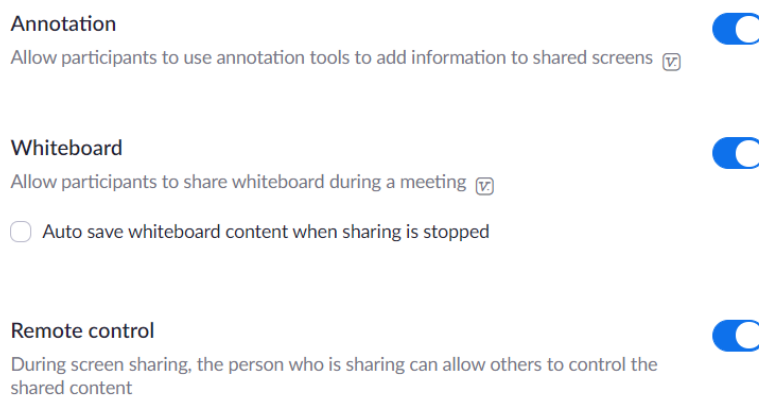 Annotation
Allow participants to use annotation tools to add information to shared screens
Whiteboard
Allow participants to share whiteboard during a meeting
Auto save whiteboard content when sharing is stopped
Remote control
During screen sharing, the person who is sharing can allow others to control the
shared content